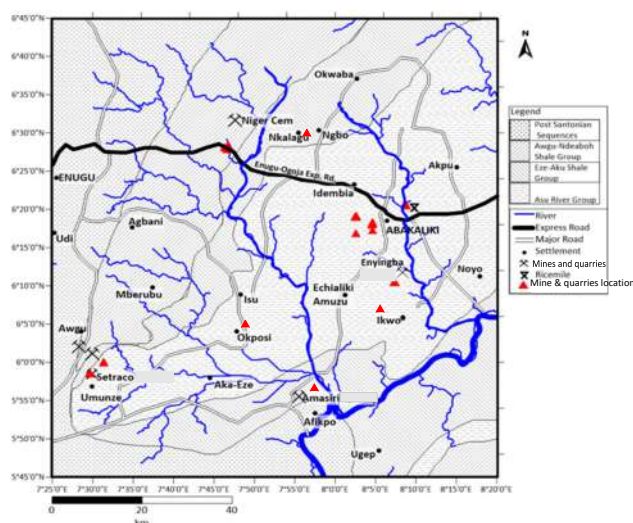 6°45'0"N
6°40'0"N
6°35'0"N
6°30'0"N
6°25'0"N
6°20'0"N
6°15'0"N
6°10'0"N
6°5'0"N
6°0'0"N
5°55'0"N
5°50'0"N
5°45'0"N
7°25'0"E
7°30'0"E
7°35'0"E
7°40'0"E
7°45'0"E
7°50'0"E
7°55'0"E
8°0'0"E
8°5'0"E
8°10'0"E
8°15'0"E
8°20'0"E
Okwaba
Niger Cem
Nkalagu
Ngbo
Enugu-Ogoja Exp. Rd.
Akpu
ENUGU
Idembia
Agbani
ABAKALIKI
Udi
Enyingba
Noyo
Mberubu
Isu
Echialiki
Amuzu
Ikwo
Awgu
Okposi
Setraco
Aka-Eze
Umunze
Amasiri
Afikpo
Ugep
0 20 40
km
N
Legend
Post Santonian
Sequences
Awgu-Ndeaboh
Shale Group
Eze-Aku Shale
Group
Asu River Group
River
Express Road
Major Road
Settlement
Mines and quarries
Ricemile
Mine & quarries location